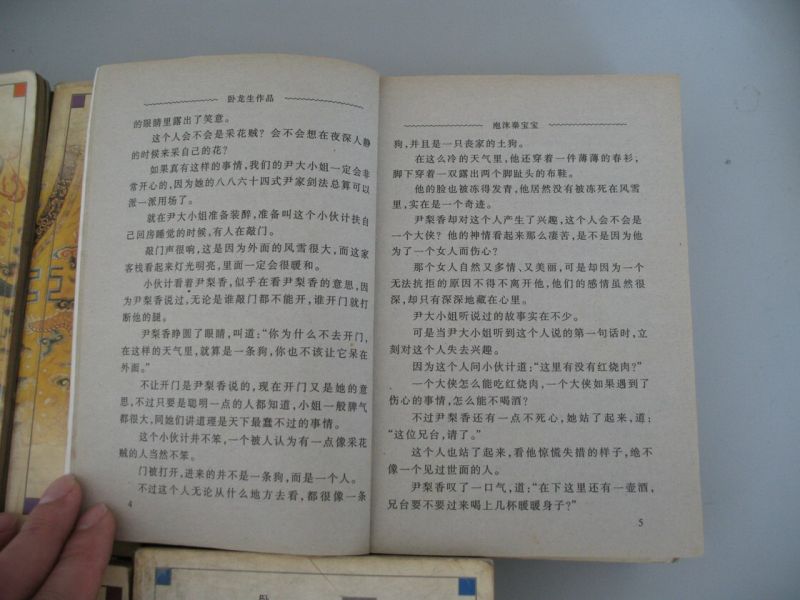 卧龙生作品
的眼睛里露出了笑意。
这个人会不会是采花贼？会不会想在夜深人静
的时候来采自己的花？
如果真有这样的事情，我们的尹大小姐一定会非
常开心的，因为她的八八六十四式尹家剑法总算可以
派一派用场了。
就在尹大小姐准备装醉，准备叫这个小伙计扶自
己回房睡觉的时候，有人在敲门。
敲门声很响，这是因为外面的风雪很大，而这家
客栈看起来灯光明亮，里面一定会很暖和。
小伙计看着尹梨香，似乎在看尹梨香的意思，因
为尹梨香说过，无论是谁敲门都不能开，谁开门就打
断他的腿。
尹梨香睁圆了眼睛，叫道：“你为什么不去开门，
在这样的天气里，就算是一条狗，你也不该让它呆在
外面。”
不让开门是尹梨香说的，现在开门又是她的意
思，不过只要是聪明一点的人都知道，小姐一般脾气
都很大，同她们讲道理是天下最蠢不过的事情。
这个小伙计并不笨，一个被人认为有一点像采花
贼的人当然不笨。
门被打开，进来的并不是一条狗，而是一个人。
不过这个人无论从什么地方去看，都很像一条
4
泡沫秦宝宝
狗，并且是一只丧家的土狗。
在这么冷的天气里，他还穿着一件薄薄的春衫，
脚下穿着一双露出两个脚趾头的布鞋。
他的脸也被冻得发青，他居然没有被冻死在风雪
里，实在是一个奇迹。
尹梨香却对这个人产生了兴趣，这个人会不会是
一个大侠？他的神情看起来那么凄苦，是不是因为他
为了一个女人而伤心？
那个女人自然又多情、又美丽，可是却因为一个
无法抗拒的原因不得不离开他，他们的感情虽然很
深，却只有深深地藏在心里。
尹大小姐听说过的故事实在不少。
可是当尹大小姐听到这个人说的第一句话时，立
刻对这个人失去兴趣。
因为这个人问小伙计道：“这里有没有红烧肉？”
一个大侠怎么能吃红烧肉，一个大侠如果遇到了
伤心的事情，怎么能不喝酒？
不过尹梨香还有一点不死心，她站了起来，道：
“这位兄台，请了。”
这个人也站了起来，看他惊慌失措的样子，绝不
像一个见过世面的人。
尹梨香叹了一口气，道：“在下这里还有一壶酒，
兄台要不要过来喝上几杯暖暖身子？”
5
卧